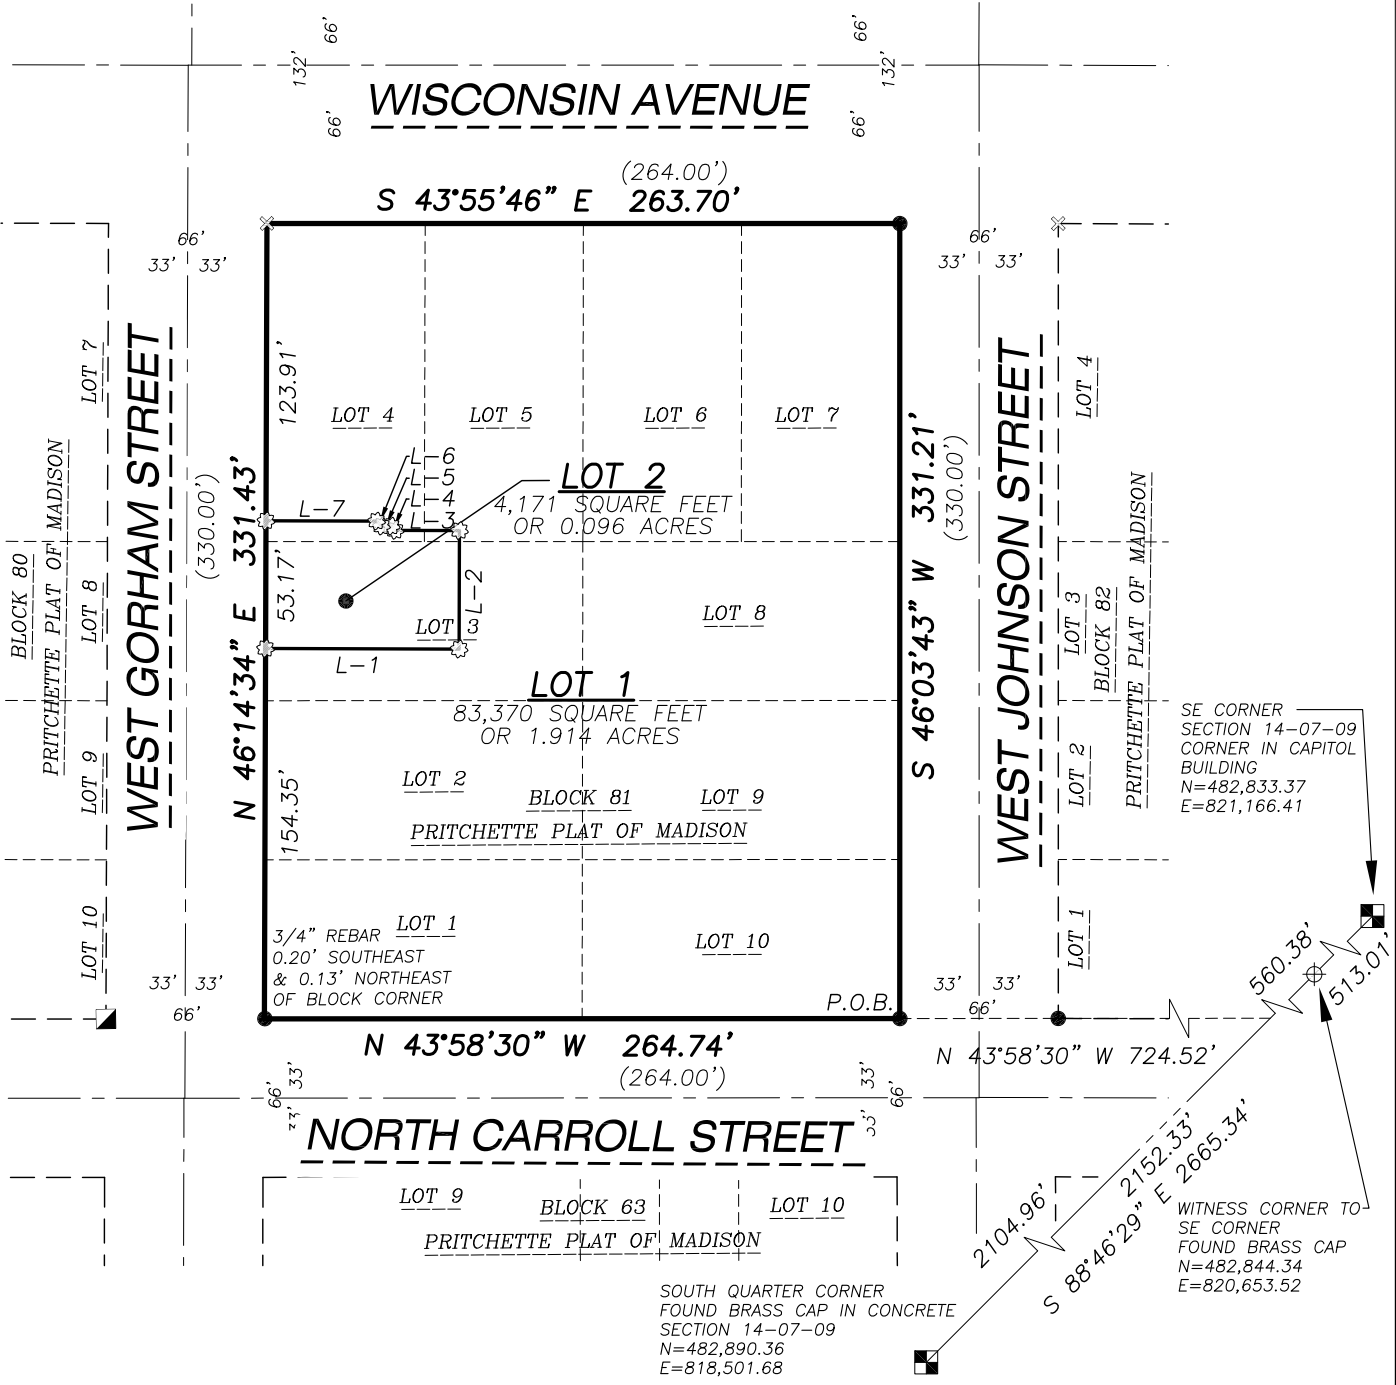 66'
66'
132'
132'
WISCONSIN AVENUE
66'
66'
(264.00')
S 43°55'46" E 263.70'
66'
33' 33'
66'
33' 33'
LOT 7
WEST GORHAM STREET
123.91'
LOT 4
LOT 5
LOT 6
LOT 7
LOT 4
WEST JOHNSON STREET
L-6
L-5
L-4
L-3
L-7
LOT 2
4,171 SQUARE FEET
OR 0.096 ACRES
(330.00')
N 46°14'34" E 331.43'
S 46°03'43" W 331.21'
(330.00')
BLOCK 80
PRITCHETTE PLAT OF MADISON
LOT 8
53.17'
L-2
LOT 3
LOT 8
L-1
LOT 3
BLOCK 82
PRITCHETTE PLAT OF MADISON
LOT 1
83,370 SQUARE FEET
OR 1.914 ACRES
LOT 9
154.35'
LOT 2
BLOCK 81
LOT 9
PRITCHETTE PLAT OF MADISON
LOT 2
SE CORNER
SECTION 14-07-09
CORNER IN CAPITOL
BUILDING
N=482,833.37
E=821,166.41
LOT 10
3/4" REBAR
0.20' SOUTHEAST
& 0.13' NORTHEAST
OF BLOCK CORNER
LOT 1
LOT 10
LOT 1
P.O.B.
33' 33'
66'
33' 33'
66'
560.38'
513.01'
N 43°58'30" W 264.74'
(264.00')
N 43°58'30" W 724.52'
66'
33'
33'
33'
66'
33'
NORTH CARROLL STREET
LOT 9
BLOCK 63
LOT 10
PRITCHETTE PLAT OF MADISON
2104.96'
2152.33'
S 88°46'29" E 2665.34'
WITNESS CORNER TO
SE CORNER
FOUND BRASS CAP
N=482,844.34
E=820,653.52
SOUTH QUARTER CORNER
FOUND BRASS CAP IN CONCRETE
SECTION 14-07-09
N=482,890.36
E=818,501.68